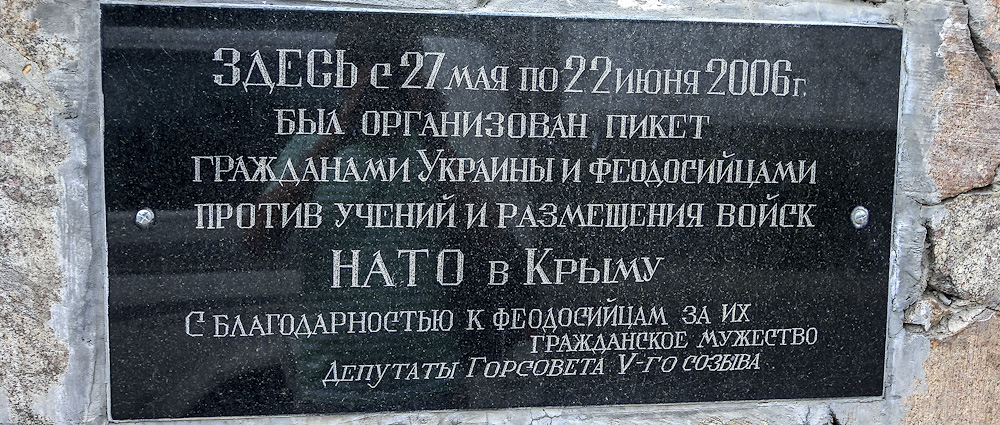 ЗДЕСЬ с 27 МАЯ ПО 22 ИЮНЯ 2006 г.
БЫЛ ОРГАНИЗОВАН ПИКЕТ
ГРАЖДАНАМИ УКРАИНЫ И ФЕОДОСИЙЦАМИ
ПРОТИВ УЧЕНИЙ И РАЗМЕЩЕНИЯ ВОЙСК
НАТО В КРЫМУ
С БЛАГОДАРНОСТЬЮ К ФЕОДОСИЙЦАМ ЗА ИХ
ГРАЖДАНСКОЕ МУЖЕСТВО
ДЕПУТАТЫ ГОРСОВЕТА V-ГО СОЗЫВА